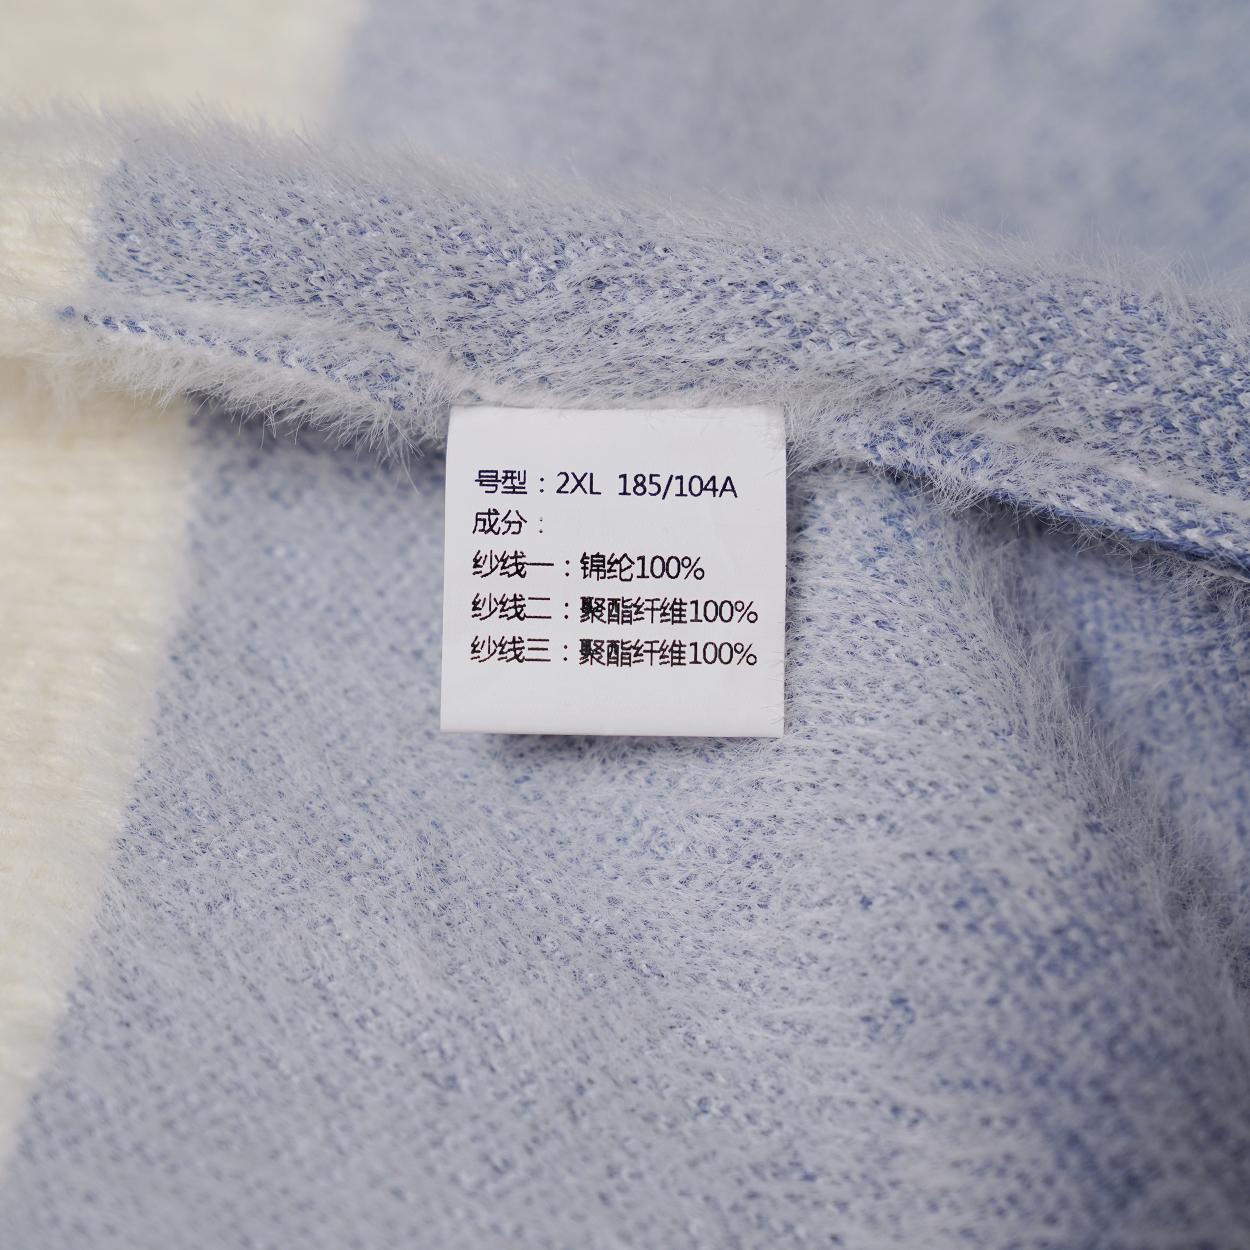 号型：2XL 185/104A
成分：
纱线一：锦纶100%
纱线二：聚酯纤维100%
纱线三：聚酯纤维100%